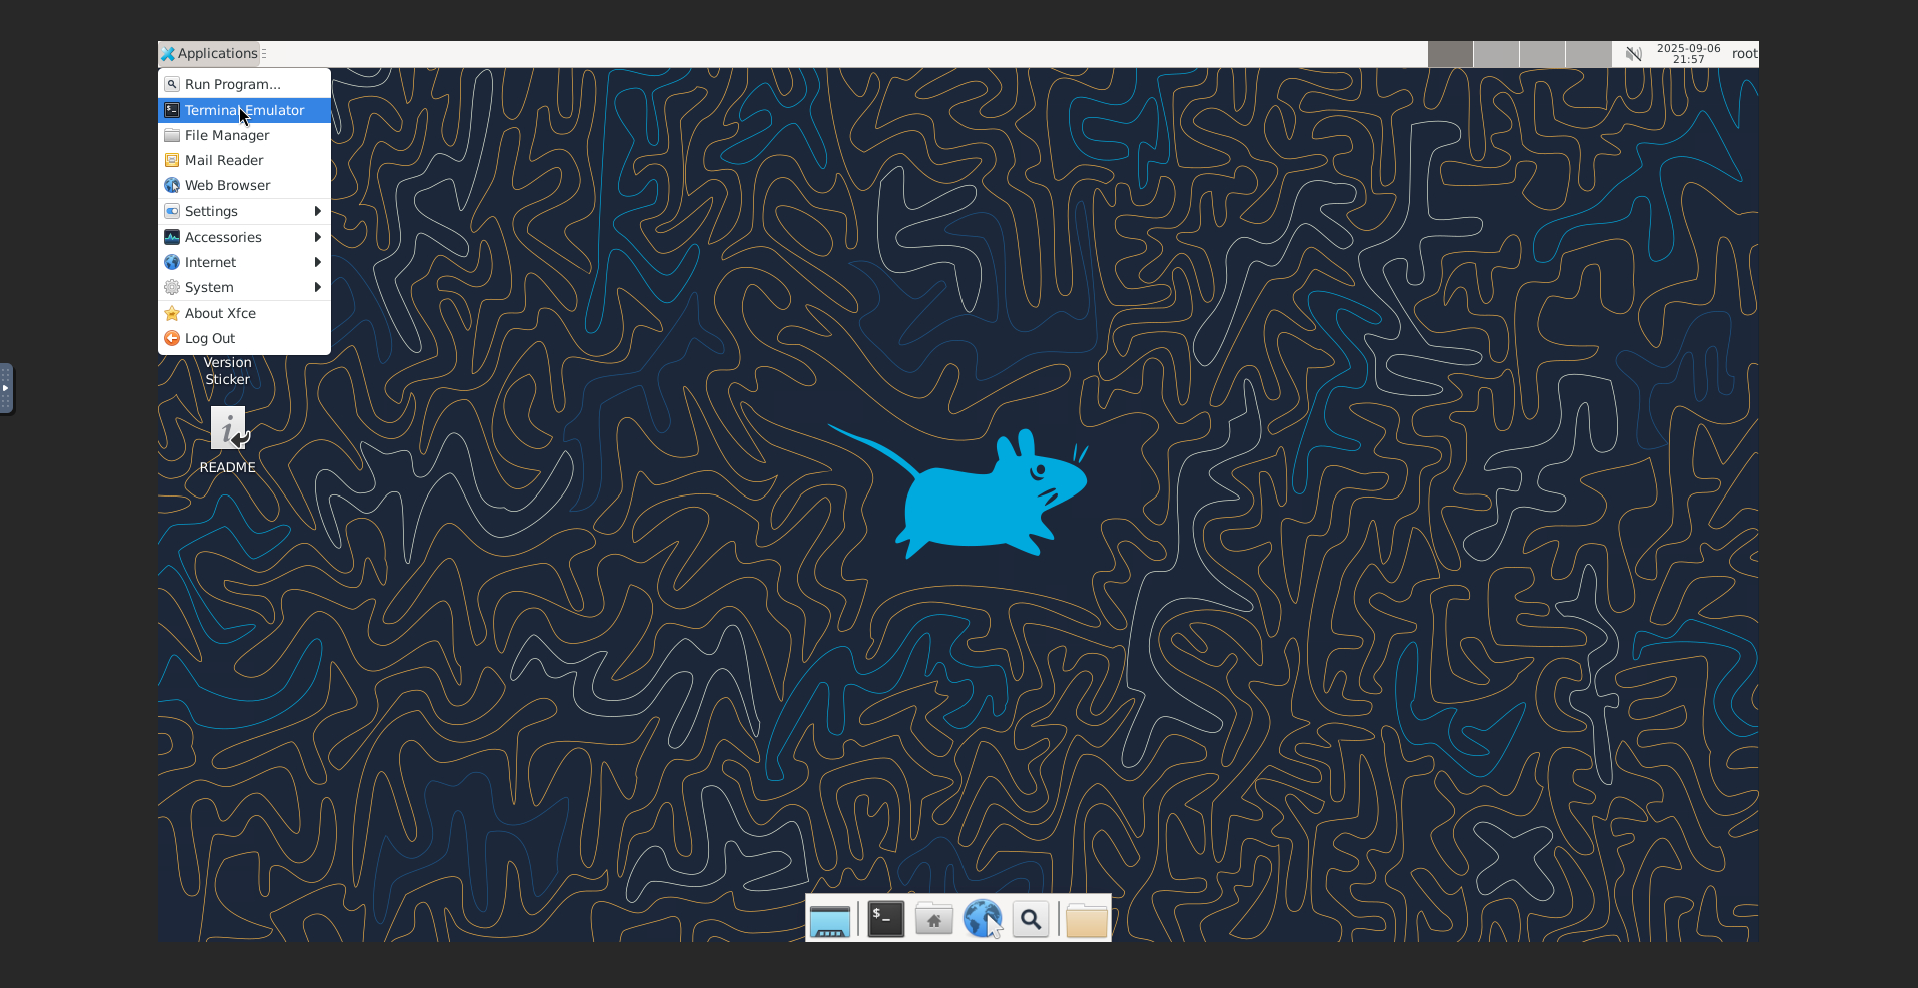 Applications
2025-09-06
21:57
root
Run Program...
Terminal Emulator
File Manager
Mail Reader
Web Browser
Settings
Accessories
Internet
System
About Xfce
Log Out
Version
Sticker
README
$_